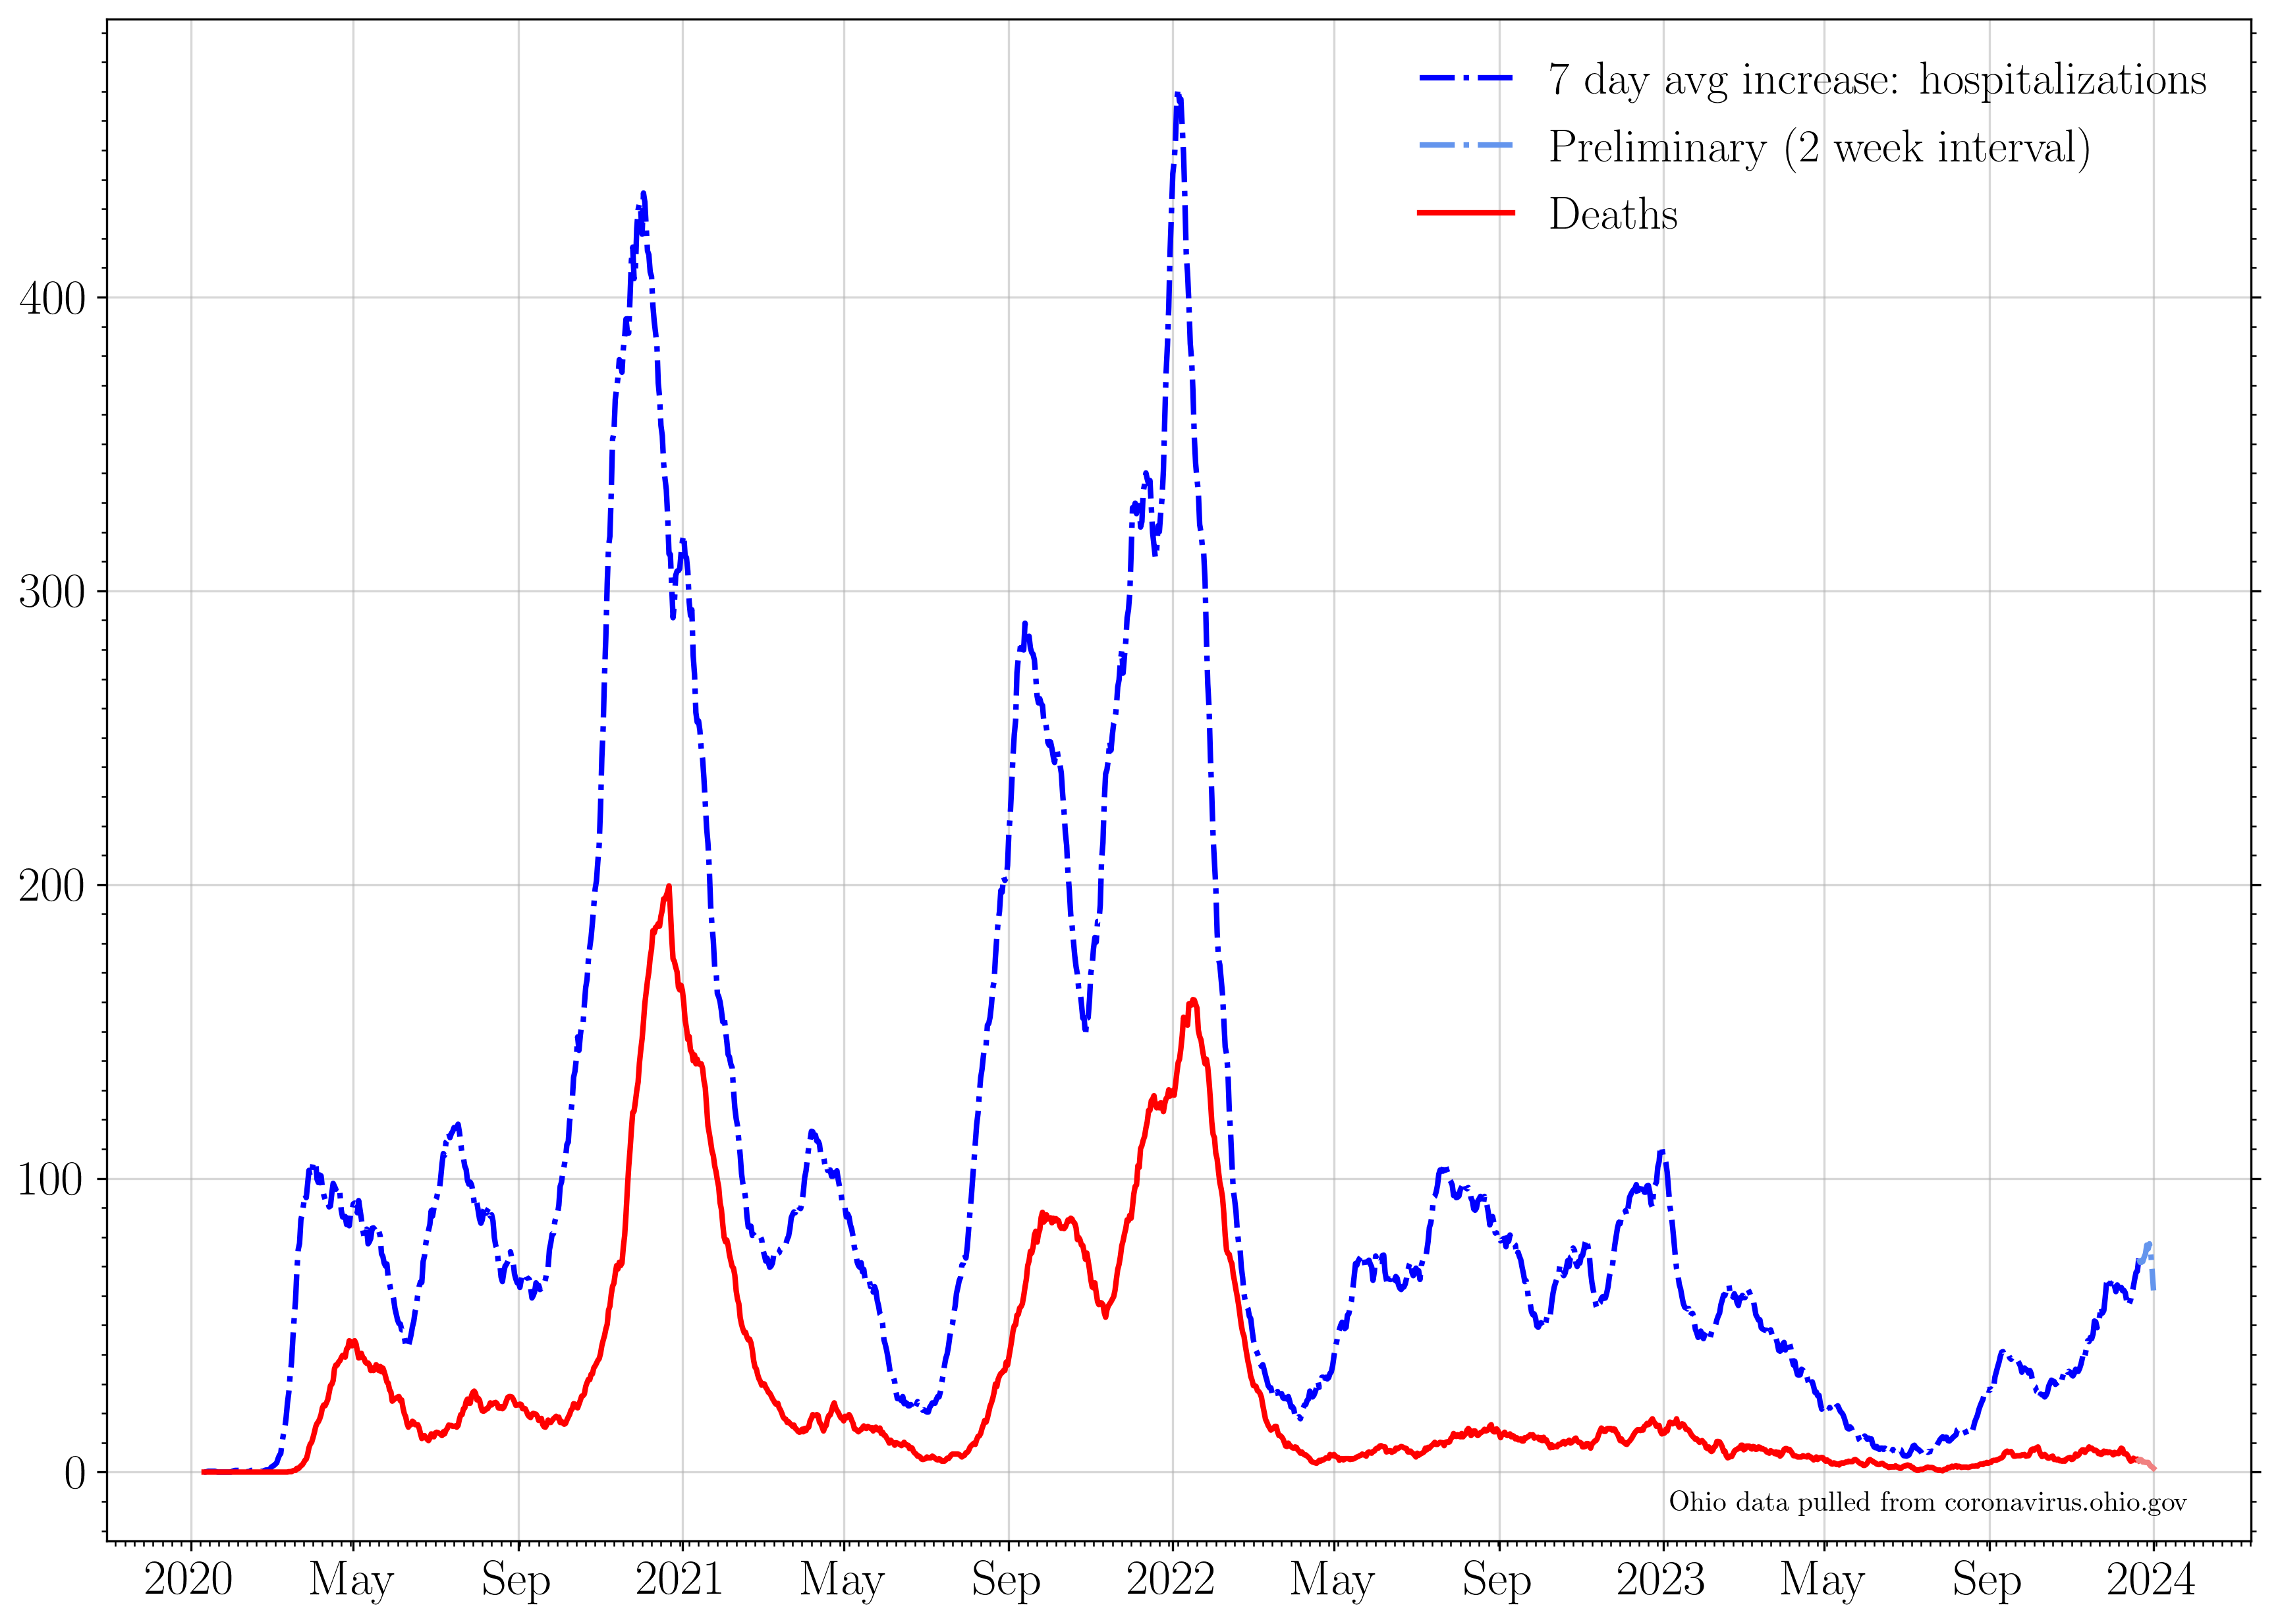 7 day avg increase: hospitalizations
Preliminary (2 week interval)
Deaths
400
300
200
100
0
Ohio data pulled from coronavirus.ohio.gov
2020 May Sep 2021 May Sep 2022 May Sep 2023 May Sep 2024